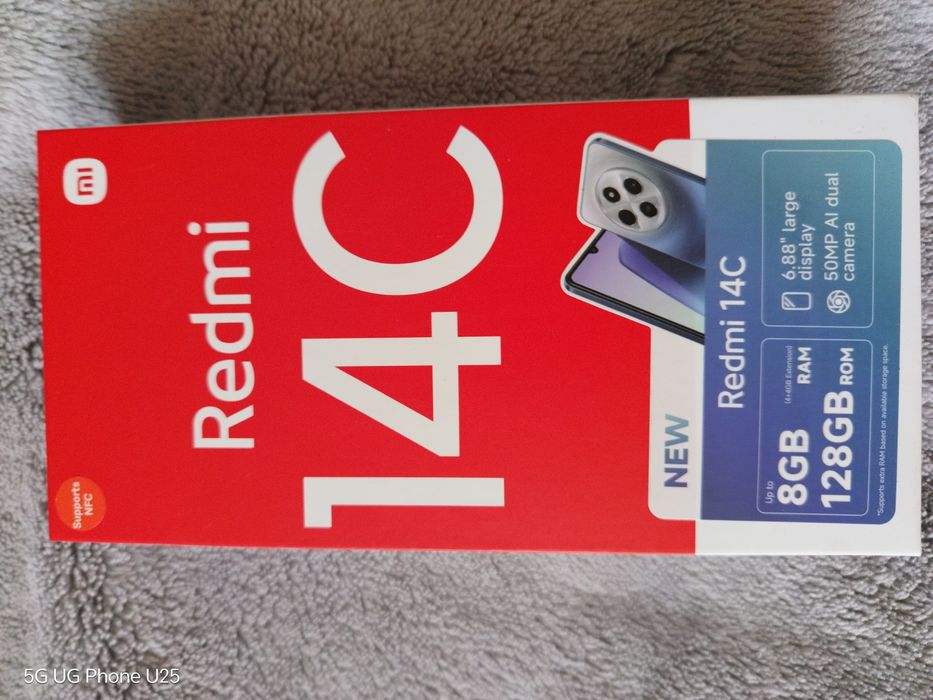 Supports
NFC
Redmi
14C
NEW
Redmi 14C
Up to
8GB (4+4GB Extension) RAM
128GB ROM
6.88" large
display
50MP AI dual
camera
*Supports extra RAM based on available storage space.
5G UG Phone U25